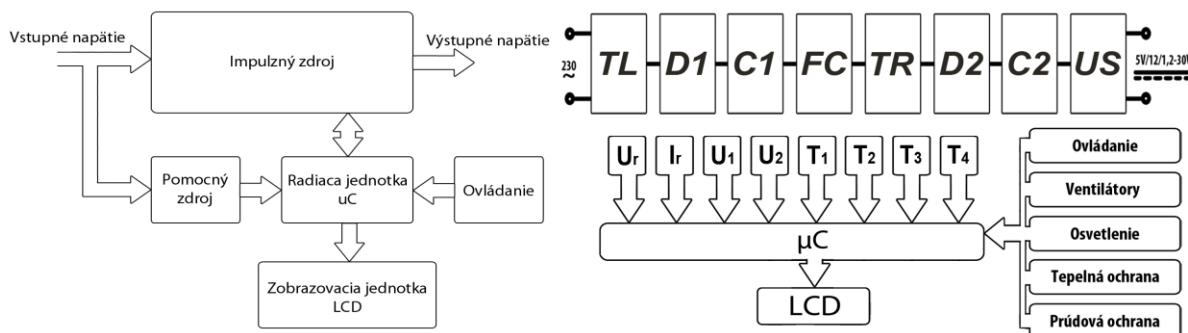 Vstupné napätie
Impulzný zdroj
Výstupné napätie
Pomocný
zdroj
Radiaca jednotka
uC
Ovládanie
Zobrazovacia jednotka
LCD
230
~
TL D1 C1 FC TR D2 C2 US
5V/12/1,2-30V
Ur Ir U1 U2 T1 T2 T3 T4
µC
LCD
Ovládanie
Ventilátory
Osvetlenie
Tepelná ochrana
Prúdová ochrana